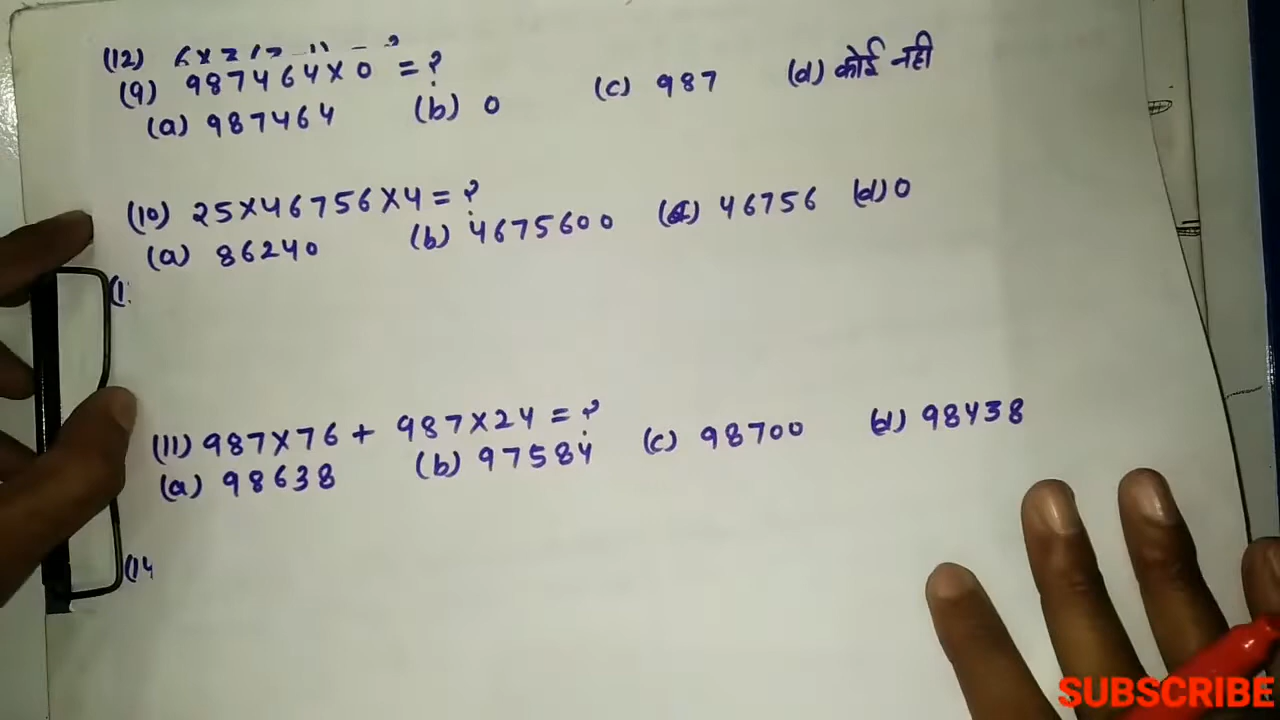 (12)
(9) 987464×0 = ?
(a) 987464 (b) 0 (c) 987 (d) कोई नही
(10) 25×46756×4 = ?
(a) 86240 (b) 4675600 (c) 46756 (d) 0
(11) 987×76 + 987×24 = ?
(a) 98638 (b) 97584 (c) 98700 (d) 98438
(14
SUBSCRIBE